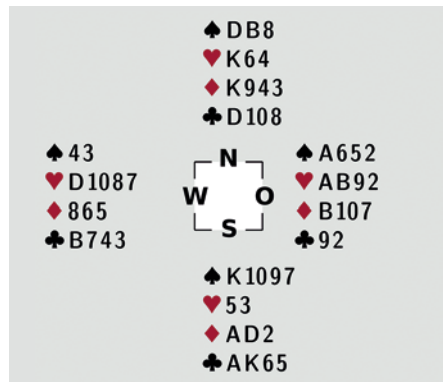 ♠ DB8
♥ K64
♦ K943
♣ D108
♠ 43
♥ D1087
♦ 865
♣ B743
N
W O
S
♠ A652
♥ AB92
♦ B107
♣ 92
♠ K1097
♥ 53
♦ AD2
♣ AK65